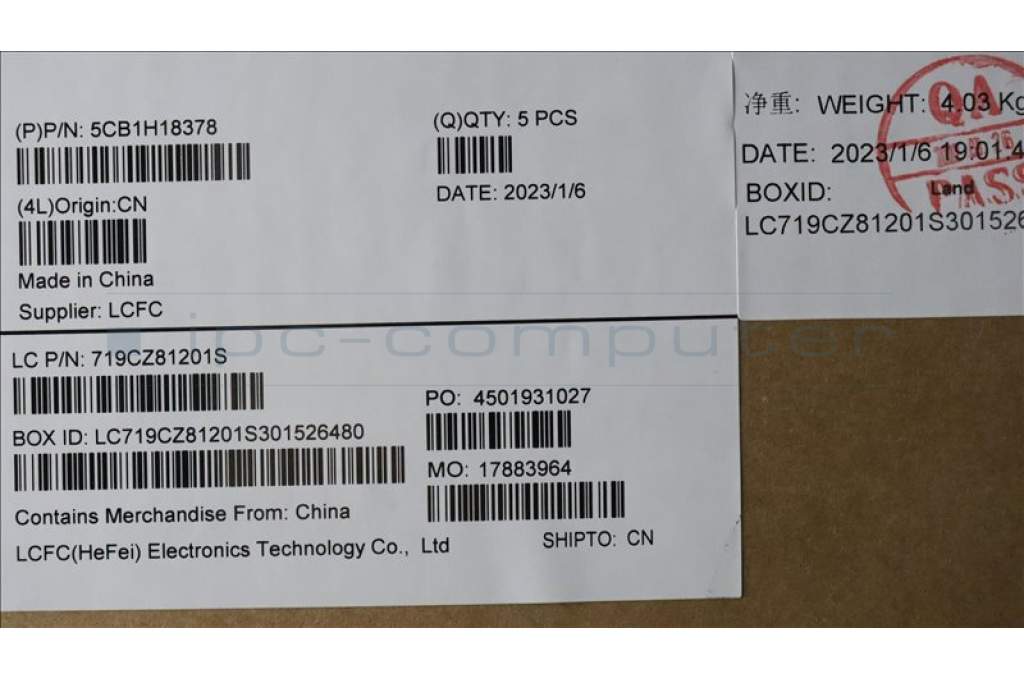 (P)P/N: 5CB1H18378
(Q)QTY: 5 PCS
DATE: 2023/1/6
(4L)Origin:CN
Made in China
Supplier: LCFC
净重: WEIGHT: 4.03 Kg
DATE: 2023/1/6 19:01:4
BOXID:
LC719CZ81201S301526
QA
Land
PASS
ipc-computer
LC P/N: 719CZ81201S
PO: 4501931027
BOX ID: LC719CZ81201S301526480
MO: 17883964
Contains Merchandise From: China
LCFC(HeFei) Electronics Technology Co., Ltd
SHIPTO: CN